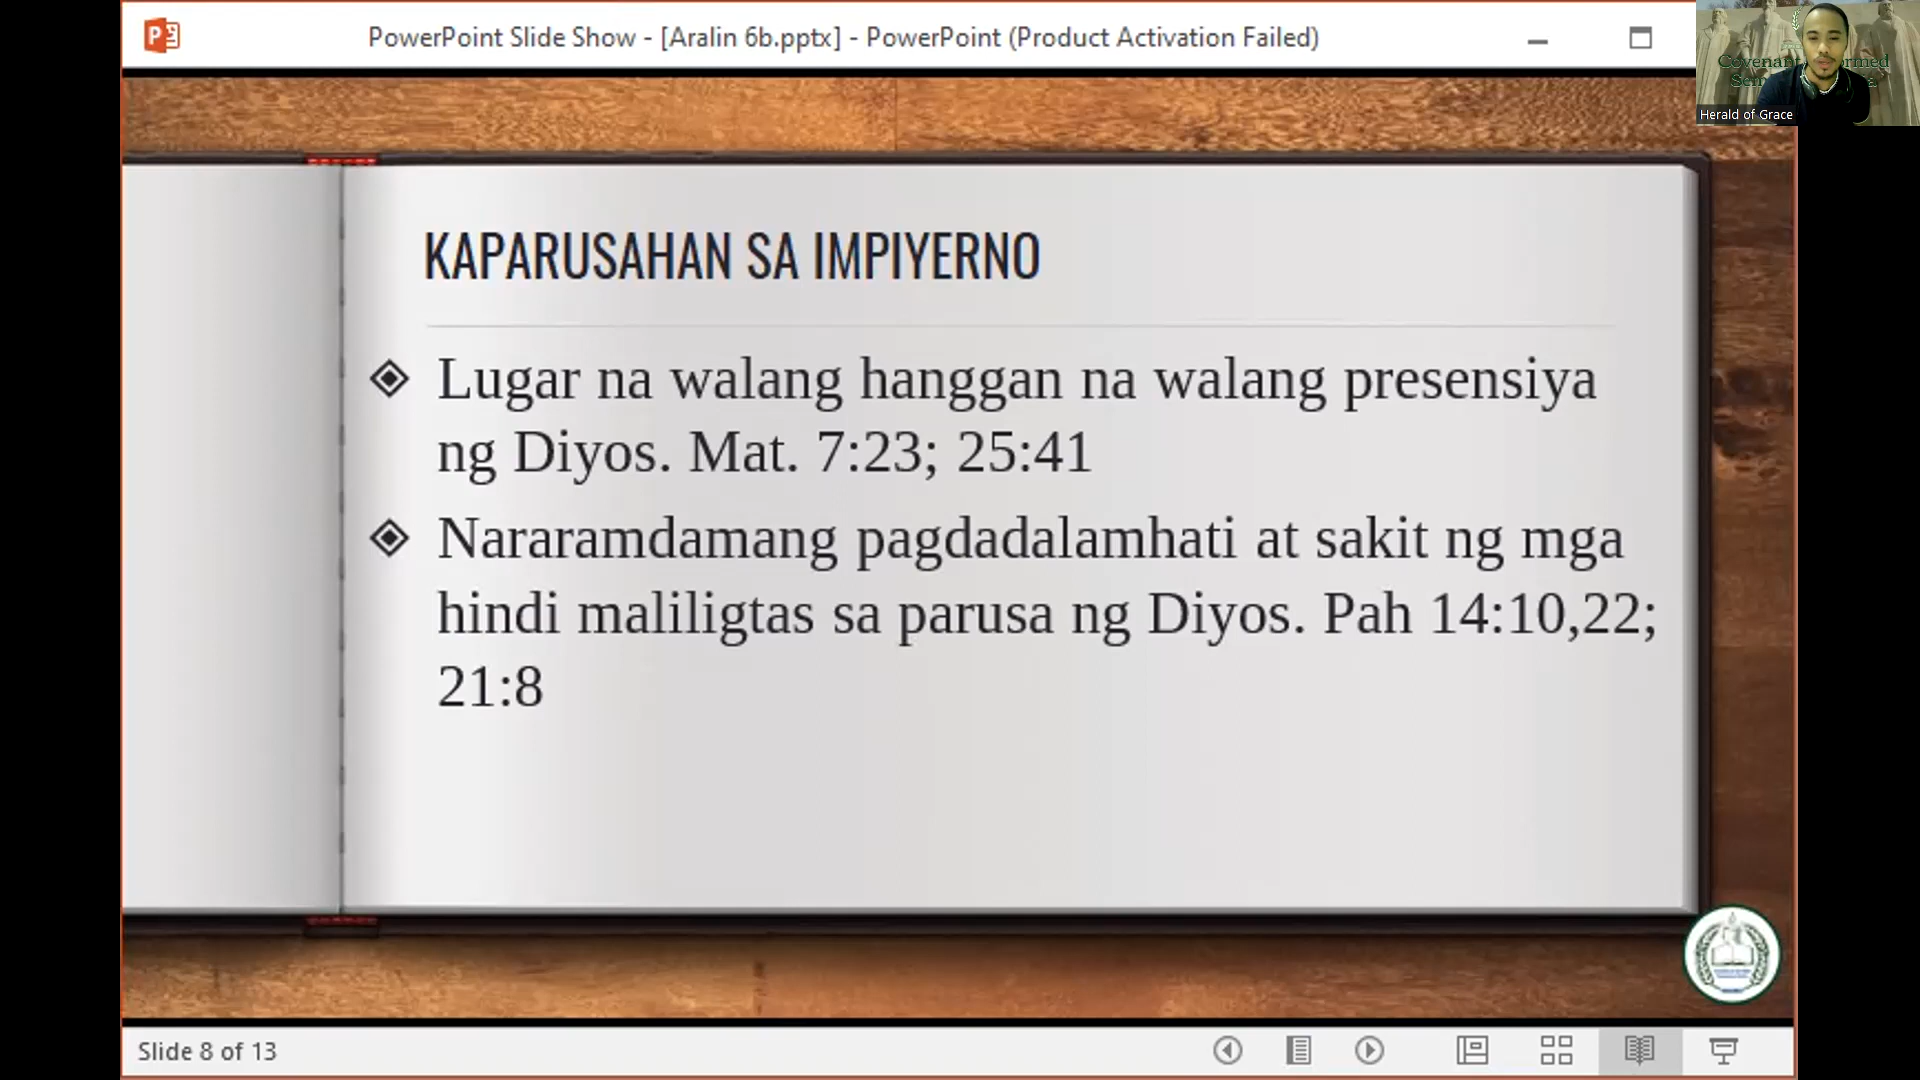 PowerPoint Slide Show - [Aralin 6b.pptx] - PowerPoint (Product Activation Failed)
Herald of Grace
KAPARUSAHAN SA IMPIYERNO
Lugar na walang hanggan na walang presensiya
ng Diyos. Mat. 7:23; 25:41
Nararamdamang pagdadalamhati at sakit ng mga
hindi maliligtas sa parusa ng Diyos. Pah 14:10,22;
21:8
Slide 8 of 13